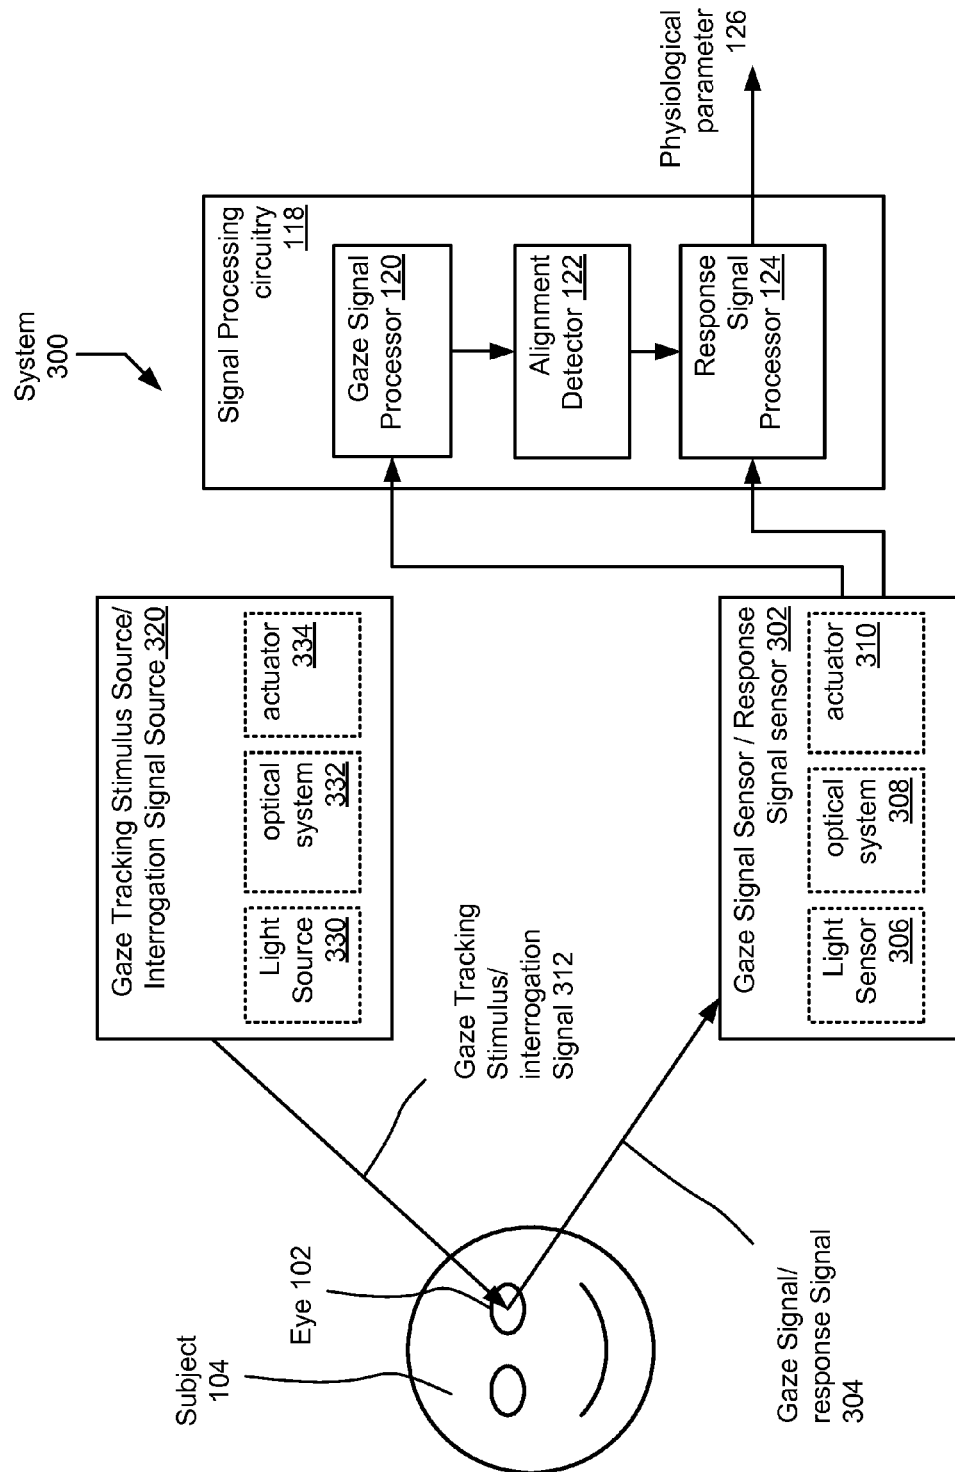 System
300
Gaze Tracking Stimulus Source/
Interrogation Signal Source 320
Light
Source
330
optical
system
332
actuator
334
Signal Processing
circuitry
118
Gaze Signal
Processor 120
Alignment
Detector 122
Response
Signal
Processor 124
Physiological
parameter
126
Subject
104
Eye 102
Gaze Tracking
Stimulus/
interrogation
Signal 312
Gaze Signal/
response Signal
304
Gaze Signal Sensor / Response
Signal sensor 302
Light
Sensor
306
optical
system
308
actuator
310